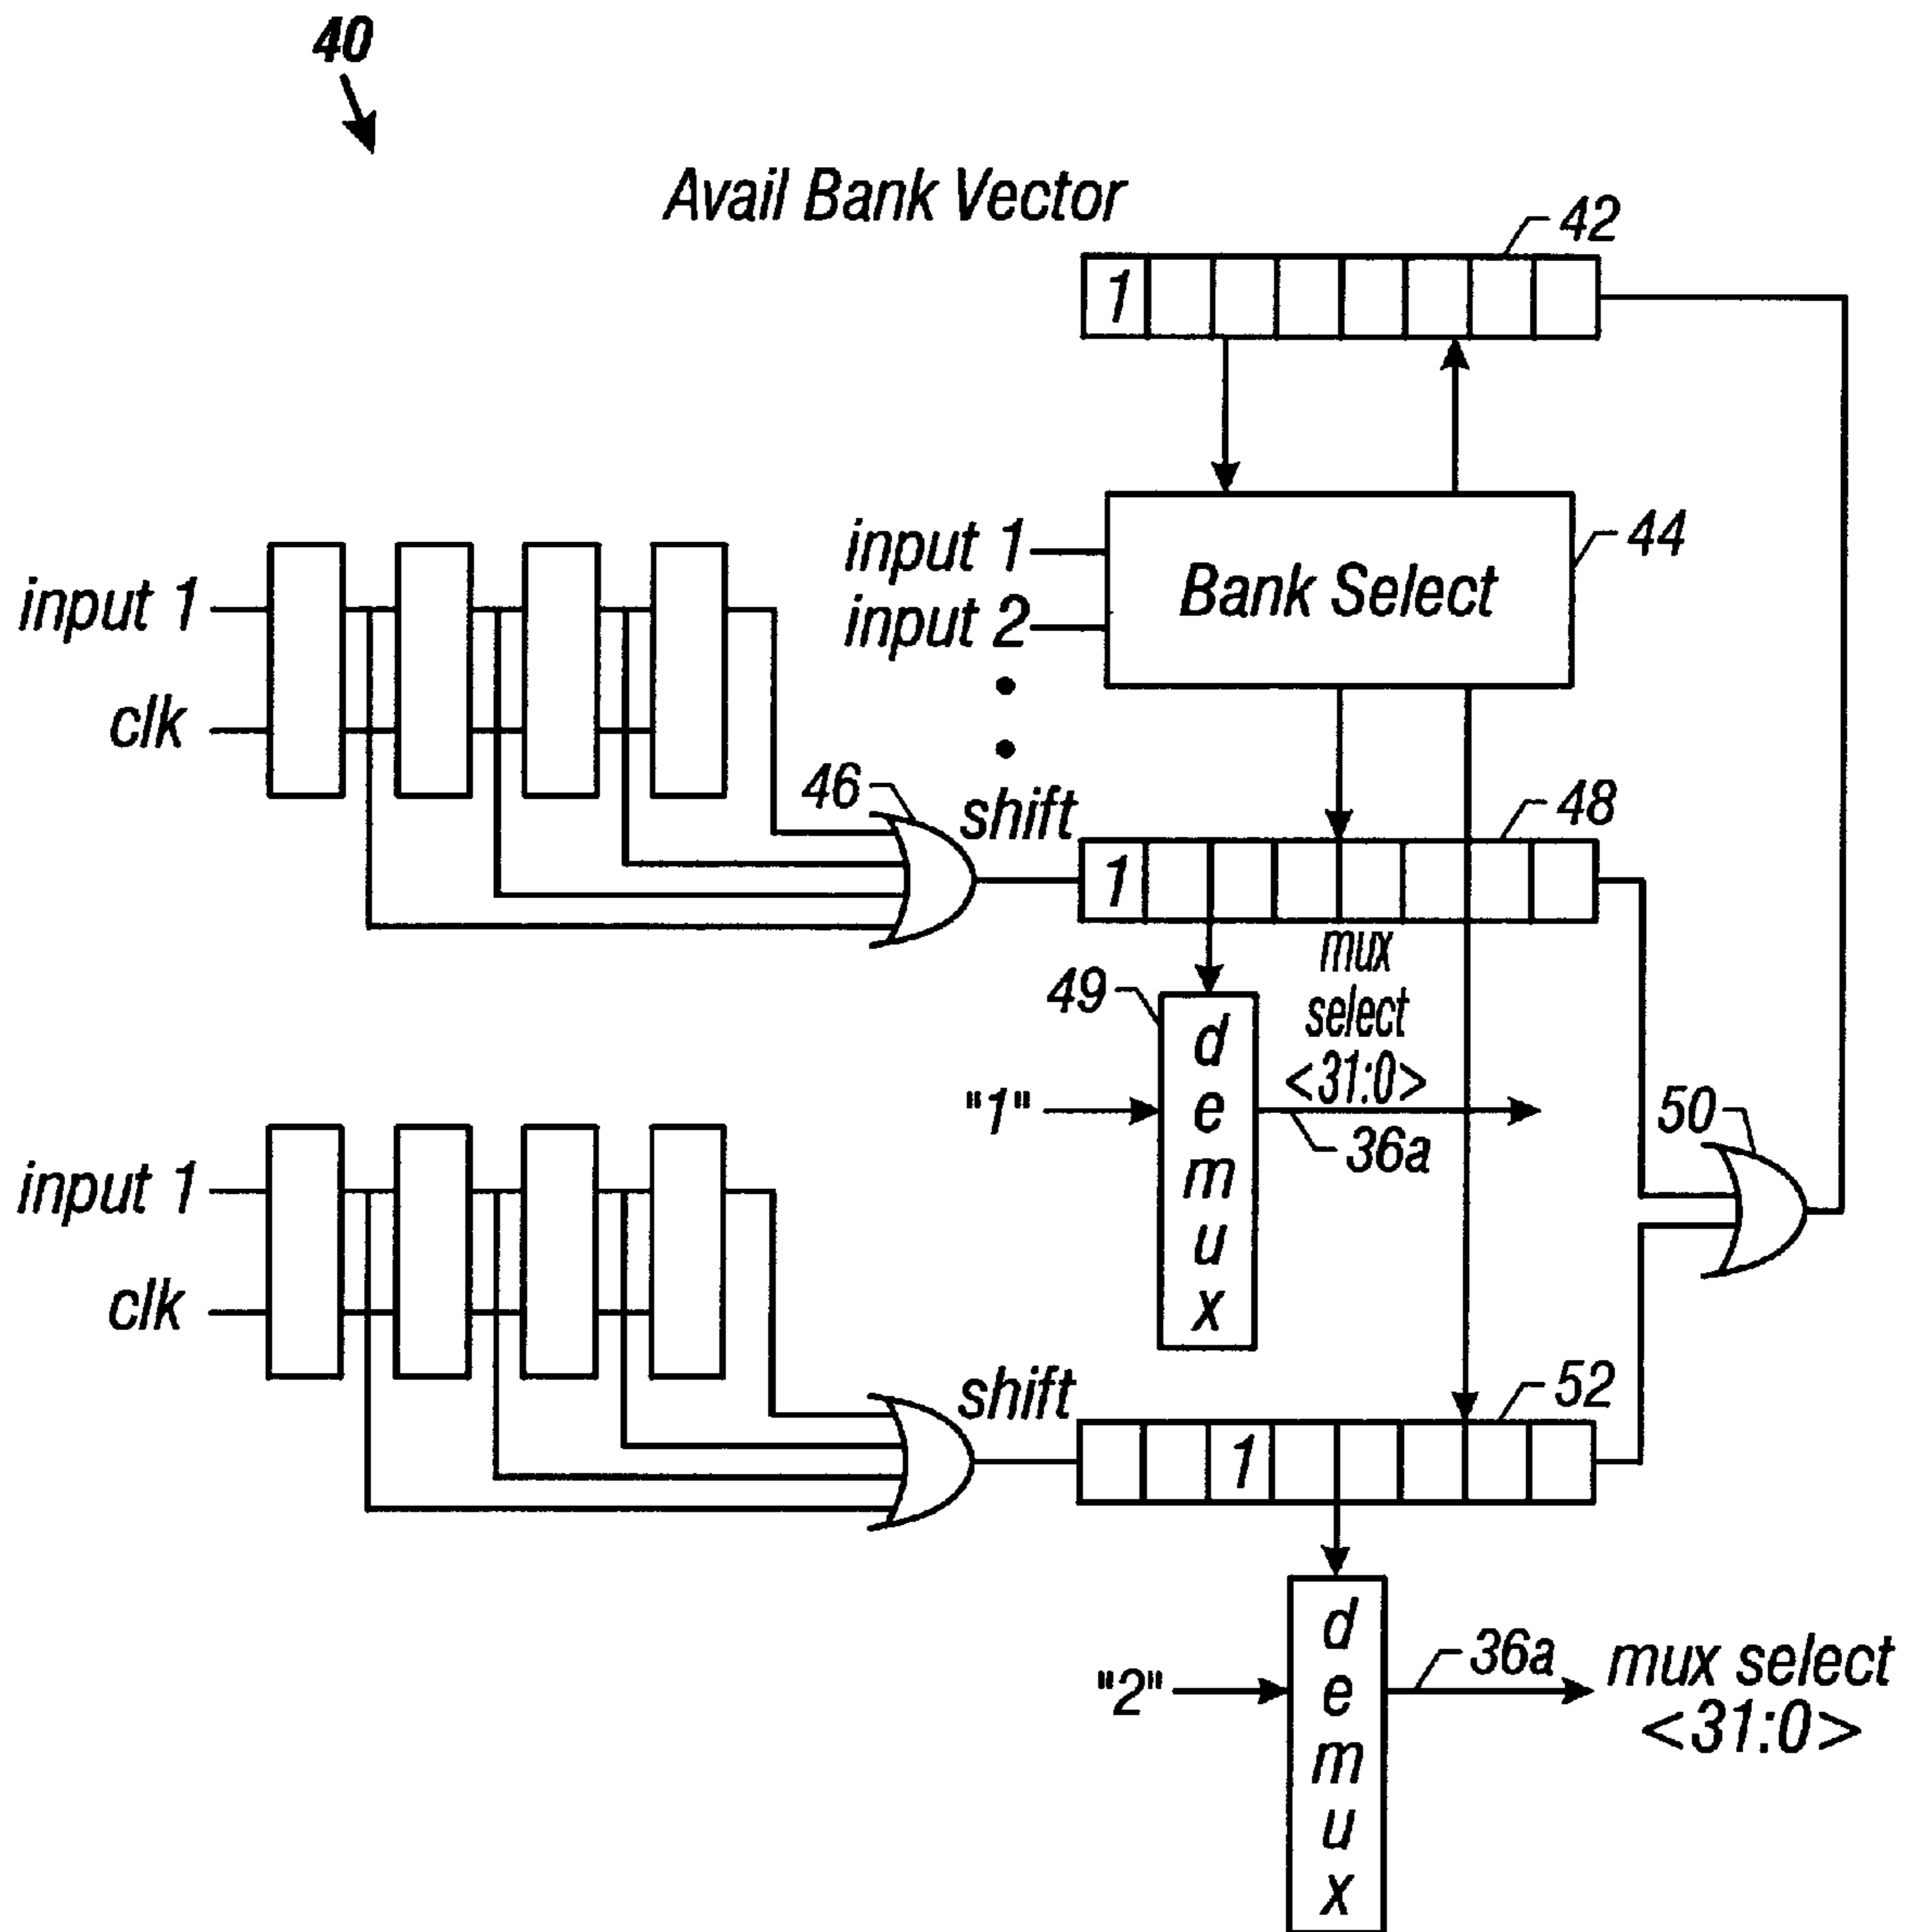 40
Avail Bank Vector
42
1
input 1
input 2
Bank Select
44
input 1
clk
46
shift
48
1
mux
select
<31:0>
49
demux
"1"
36a
50
input 1
clk
shift
52
1
demux
"2"
36a
mux select
<31:0>